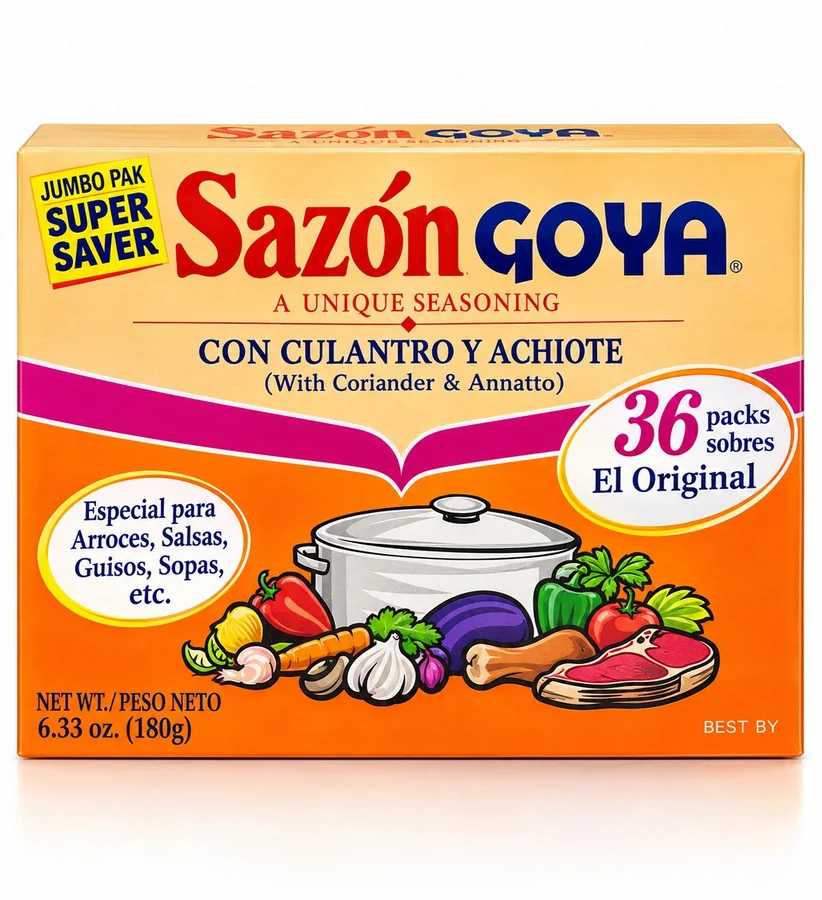 Sazón GOYA
A UNIQUE SEASONING
JUMBO PAK
SUPER
SAVER
Sazón GOYA®
A UNIQUE SEASONING
CON CULANTRO Y ACHIOTE
(With Coriander & Annatto)
36 packs
sobres
El Original
Especial para
Arroces, Salsas,
Guisos, Sopas,
etc.
NET WT./PESO NETO
6.33 oz. (180g)
BEST BY